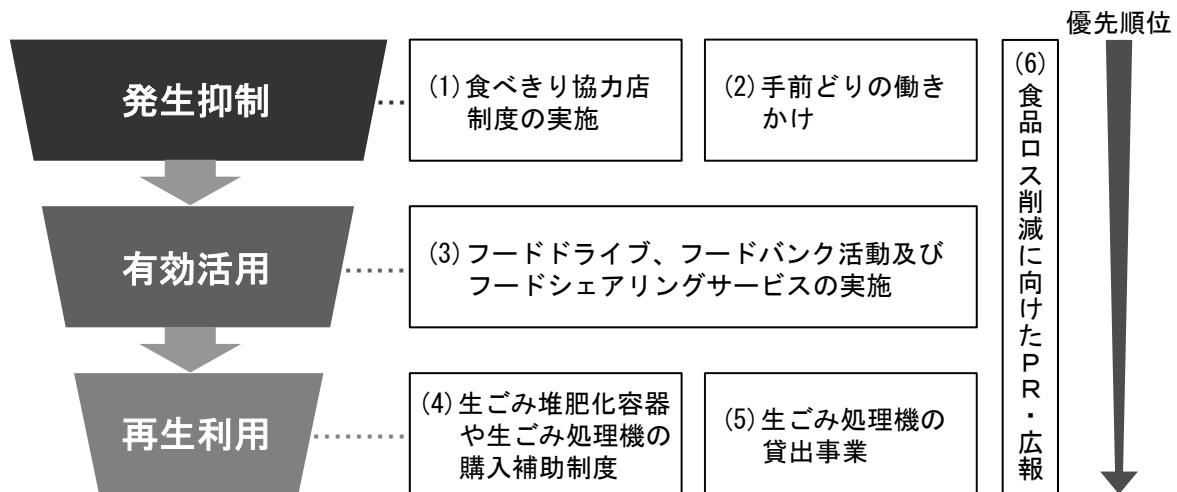 優先順位
発生抑制
(1)食べきり協力店
制度の実施
(2)手前どりの働き
かけ
有効活用
(3)フードドライブ、フードバンク活動及び
フードシェアリングサービスの実施
再生利用
(4)生ごみ堆肥化容器
や生ごみ処理機の
購入補助制度
(5)生ごみ処理機の
貸出事業
(6)食品ロス削減に向けたPR・広報